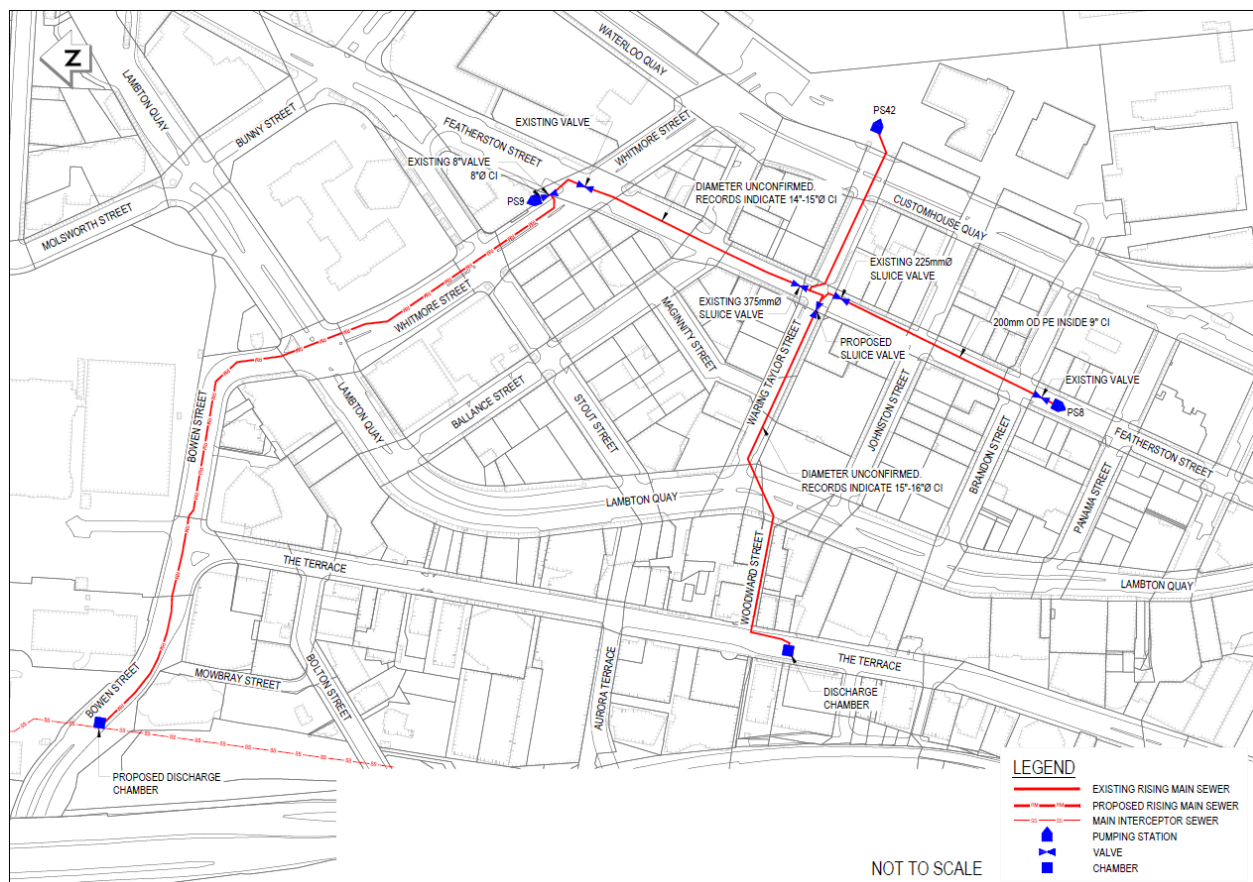 WATERLOO QUAY
Z
LAMBTON QUAY
BUNNY STREET
PS42
EXISTING VALVE
FEATHERSTON STREET
WHITMORE STREET
EXISTING 8"VALVE
8"Ø CI
PS9
DIAMETER UNCONFIRMED.
RECORDS INDICATE 14"-15"Ø CI
MOLSWORTH STREET
CUSTOMHOUSE QUAY
EXISTING 225mmØ
SLUICE VALVE
WHITMORE STREET
EXISTING 375mmØ
SLUICE VALVE
MAGINNITY STREET
200mm OD PE INSIDE 9" CI
PROPOSED
SLUICE VALVE
WARING TAYLOR STREET
EXISTING VALVE
PS8
BOWEN STREET
LAMBTON QUAY
BALLANCE STREET
STOUT STREET
JOHNSTON STREET
BRANDON STREET
FEATHERSTON STREET
PANAMA STREET
DIAMETER UNCONFIRMED.
RECORDS INDICATE 15"-16"Ø CI
LAMBTON QUAY
THE TERRACE
WOODWARD STREET
LAMBTON QUAY
BOWEN STREET
MOWBRAY STREET
BOLTON STREET
AURORA TERRACE
THE TERRACE
DISCHARGE
CHAMBER
PROPOSED DISCHARGE
CHAMBER
LEGEND
EXISTING RISING MAIN SEWER
RM RM PROPOSED RISING MAIN SEWER
SS SS MAIN INTERCEPTOR SEWER
PUMPING STATION
VALVE
CHAMBER
NOT TO SCALE